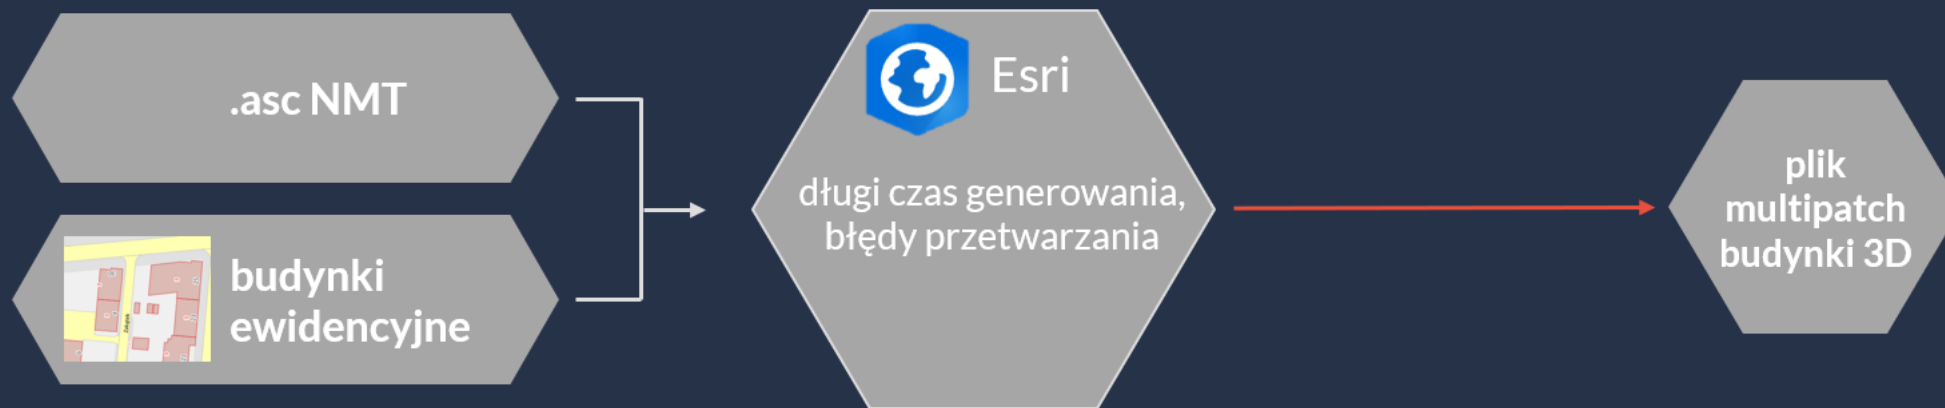 .asc NMT
budynki
ewidencyjne
Esri
długi czas generowania,
błędy przetwarzania
plik
multipatch
budynki 3D